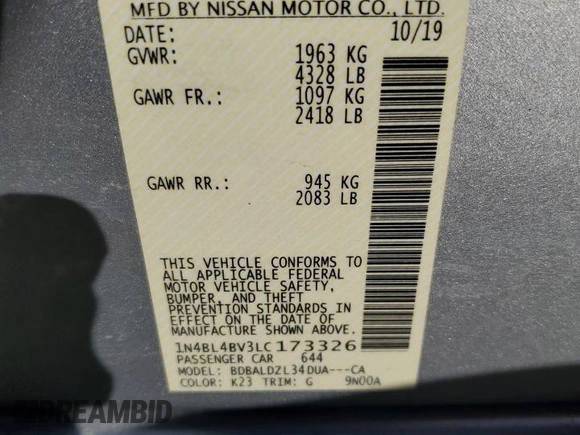 MFD BY NISSAN MOTOR CO., LTD.
DATE: 10/19
GVWR: 1963 KG
4328 LB
GAWR FR.: 1097 KG
2418 LB
GAWR RR.: 945 KG
2083 LB
THIS VEHICLE CONFORMS TO
ALL APPLICABLE FEDERAL
MOTOR VEHICLE SAFETY,
BUMPER, AND THEFT
PREVENTION STANDARDS IN
EFFECT ON THE DATE OF
MANUFACTURE SHOWN ABOVE.
1N4BL4BV3LC173326
PASSENGER CAR 644
MODEL: BDBALDZL34DUA---CA
COLOR: K23 TRIM: G 9N00A
FREEDOM
AUTO IMPORT